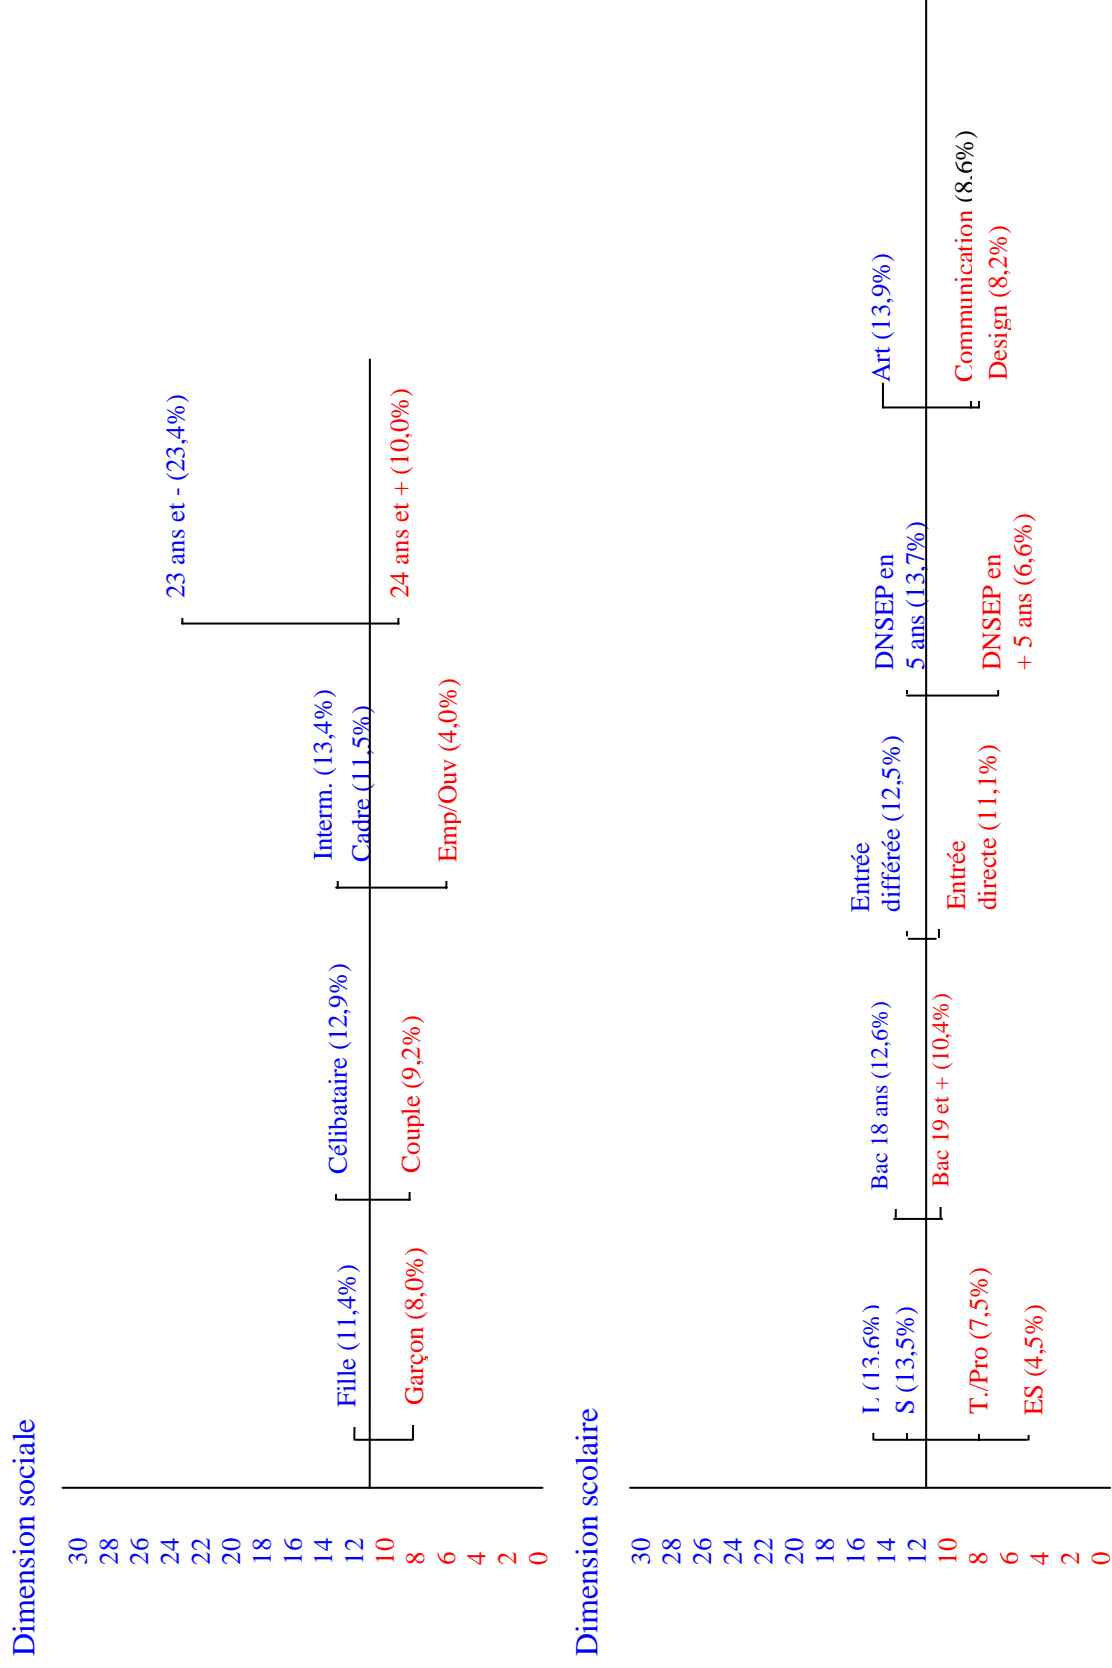 Dimension sociale
30
28
26
24
22
20
18
16
14
12
10
8
6
4
2
0
Fille (11,4%)
Garçon (8,0%)
Célibataire (12,9%)
Couple (9,2%)
Interm. (13,4%)
Cadre (11,5%)
Emp/Ouv (4,0%)
23 ans et - (23,4%)
24 ans et + (10,0%)
Dimension scolaire
30
28
26
24
22
20
18
16
14
12
10
8
6
4
2
0
L (13,6%)
S (13,5%)
T./Pro (7,5%)
ES (4,5%)
Bac 18 ans (12,6%)
Bac 19 et + (10,4%)
Entrée
différée (12,5%)
Entrée
directe (11,1%)
DNSEP en
5 ans (13,7%)
DNSEP en
+ 5 ans (6,6%)
Art (13,9%)
Communication (8.6%)
Design (8,2%)